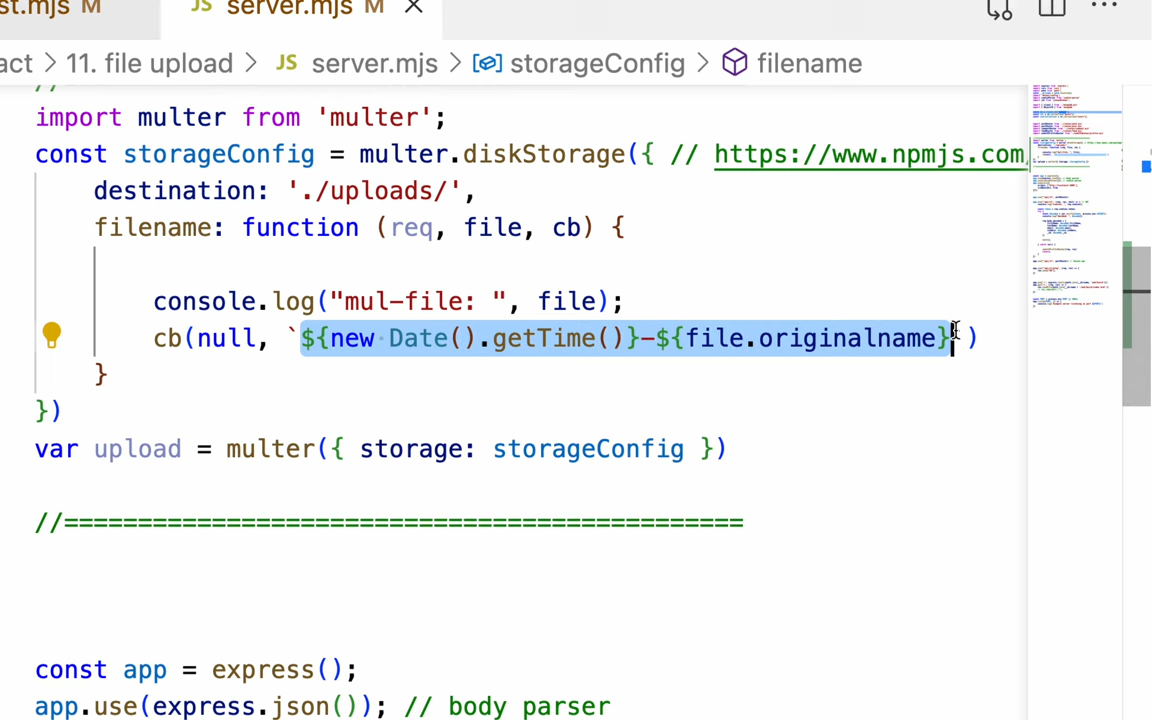 st.mjs M JS server.mjs M
act > 11. file upload > JS server.mjs > storageConfig > filename
import multer from 'multer';
const storageConfig = multer.diskStorage({ // https://www.npmjs.com
destination: './uploads/',
filename: function (req, file, cb) {
console.log("mul-file: ", file);
cb(null, `${new Date().getTime()}-${file.originalname}`)
}
})
var upload = multer({ storage: storageConfig })
//==============================================
const app = express();
app.use(express.json()); // body parser